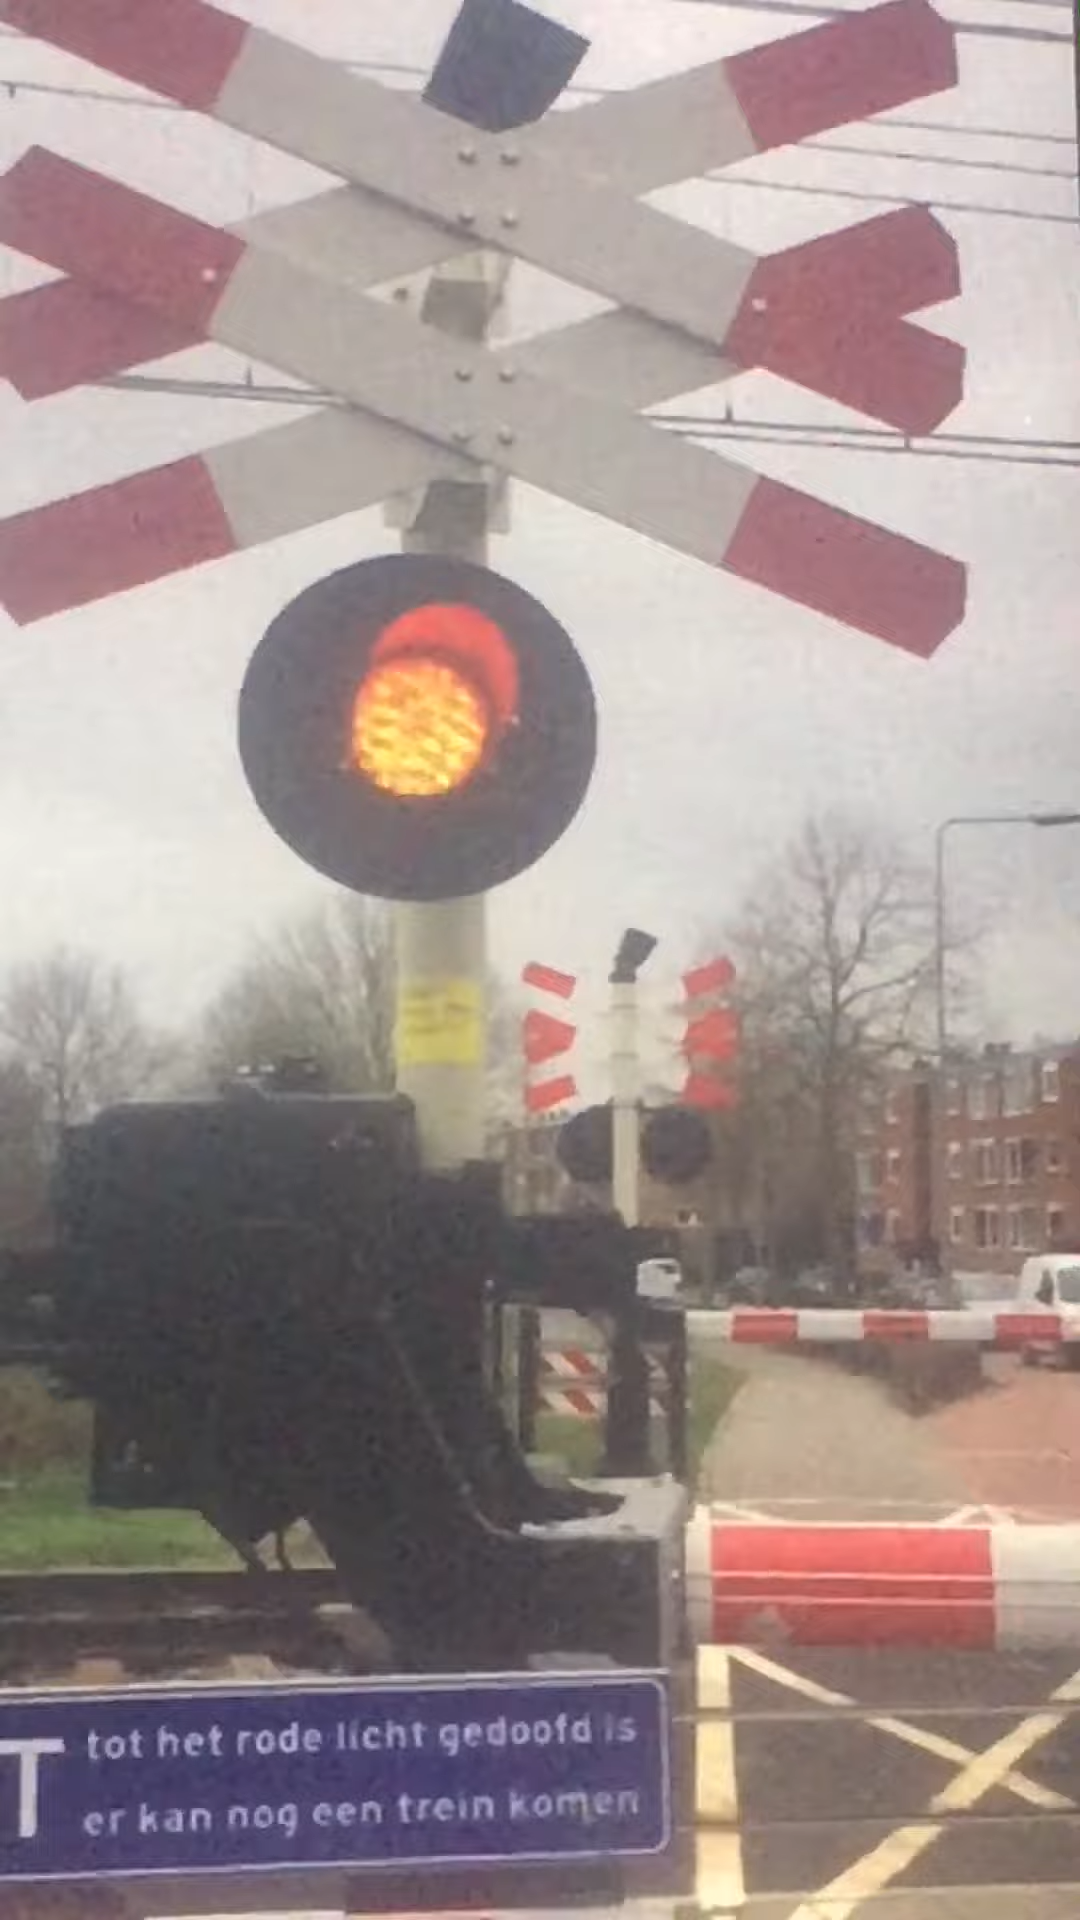 T tot het rode licht gedoofd is
er kan nog een trein komen